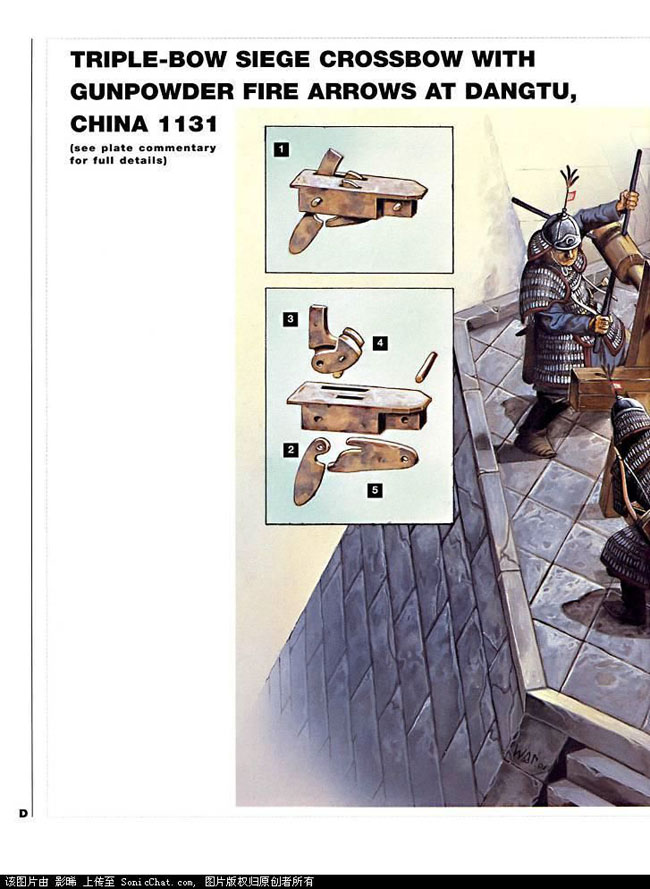 TRIPLE-BOW SIEGE CROSSBOW WITH
GUNPOWDER FIRE ARROWS AT DANGTU,
CHINA 1131
(see plate commentary
for full details)
1
3
4
2
5
D
该图片由 影晞 上传至 SonicChat.com, 图片版权归原创者所有